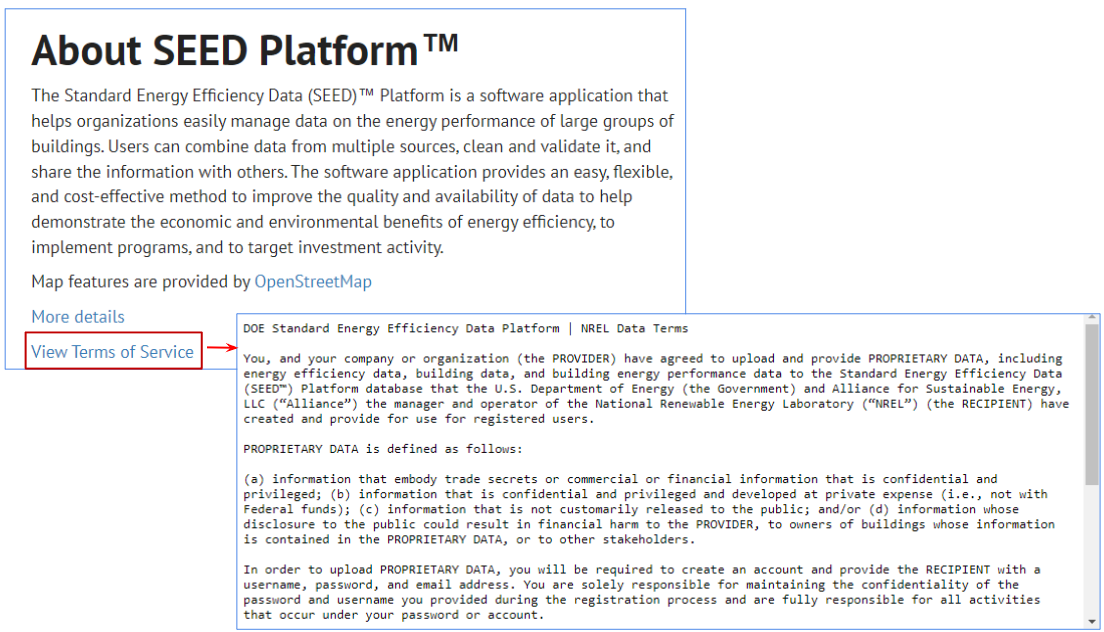 About SEED Platform™
The Standard Energy Efficiency Data (SEED)™ Platform is a software application that
helps organizations easily manage data on the energy performance of large groups of
buildings. Users can combine data from multiple sources, clean and validate it, and
share the information with others. The software application provides an easy, flexible,
and cost-effective method to improve the quality and availability of data to help
demonstrate the economic and environmental benefits of energy efficiency, to
implement programs, and to target investment activity.
Map features are provided by OpenStreetMap
More details
View Terms of Service
DOE Standard Energy Efficiency Data Platform | NREL Data Terms
You, and your company or organization (the PROVIDER) have agreed to upload and provide PROPRIETARY DATA, including
energy efficiency data, building data, and building energy performance data to the Standard Energy Efficiency Data
(SEED™) Platform database that the U.S. Department of Energy (the Government) and Alliance for Sustainable Energy,
LLC (“Alliance”) the manager and operator of the National Renewable Energy Laboratory (“NREL”) (the RECIPIENT) have
created and provide for use for registered users.
PROPRIETARY DATA is defined as follows:
(a) information that embody trade secrets or commercial or financial information that is confidential and
privileged; (b) information that is confidential and privileged and developed at private expense (i.e., not with
Federal funds); (c) information that is not customarily released to the public; and/or (d) information whose
disclosure to the public could result in financial harm to the PROVIDER, to owners of buildings whose information
is contained in the PROPRIETARY DATA, or to other stakeholders.
In order to upload PROPRIETARY DATA, you will be required to create an account and provide the RECIPIENT with a
username, password, and email address. You are solely responsible for maintaining the confidentiality of the
password and username you provided during the registration process and are fully responsible for all activities
that occur under your password or account.